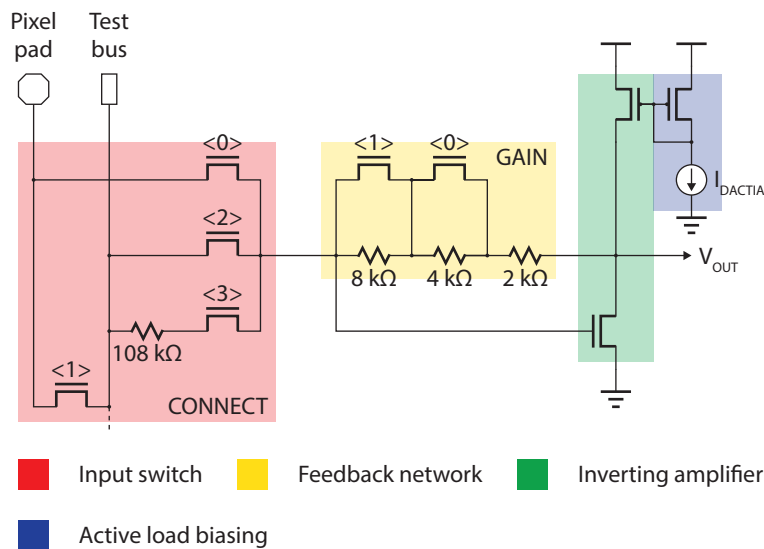 Pixel pad
Test bus
<0>
<1>
<0>
GAIN
I DACTIA
<2>
8 kΩ
4 kΩ
2 kΩ
V OUT
<3>
108 kΩ
<1>
CONNECT
Input switch
Feedback network
Inverting amplifier
Active load biasing